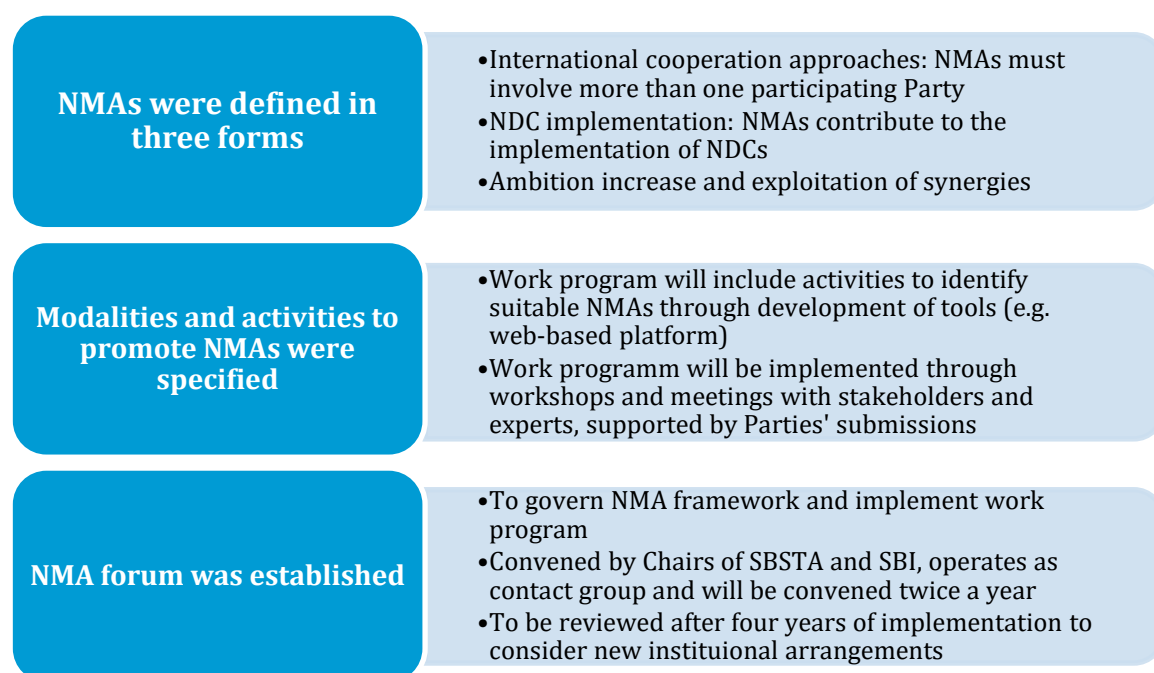 NMAs were defined in
three forms
•International cooperation approaches: NMAs must
involve more than one participating Party
•NDC implementation: NMAs contribute to the
implementation of NDCs
•Ambition increase and exploitation of synergies
Modalities and activities to
promote NMAs were
specified
•Work program will include activities to identify
suitable NMAs through development of tools (e.g.
web-based platform)
•Work programm will be implemented through
workshops and meetings with stakeholders and
experts, supported by Parties' submissions
NMA forum was established
•To govern NMA framework and implement work
program
•Convened by Chairs of SBSTA and SBI, operates as
contact group and will be convened twice a year
•To be reviewed after four years of implementation to
consider new instituional arrangements